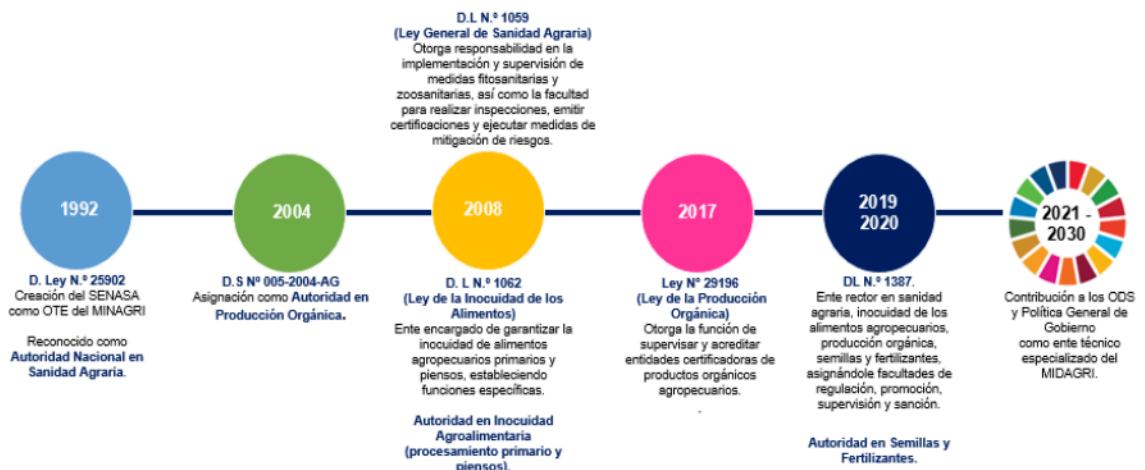 1992
D. Ley N.º 25902
Creación del SENASA
como OTE del MINAGRI
Reconocido como
Autoridad Nacional en
Sanidad Agraria.
2004
D.S Nº 005-2004-AG
Asignación como Autoridad en
Producción Orgánica.
D.L N.º 1059
(Ley General de Sanidad Agraria)
Otorga responsabilidad en la
implementación y supervisión de
medidas fitosanitarias y
zoosanitarias, así como la facultad
para realizar inspecciones, emitir
certificaciones y ejecutar medidas de
mitigación de riesgos.
2008
D. L N.º 1062
(Ley de la Inocuidad de los
Alimentos)
Ente encargado de garantizar la
inocuidad de alimentos
agropecuarios primarios y
piensos, estableciendo
funciones específicas.
Autoridad en Inocuidad
Agroalimentaria
(procesamiento primario y
piensos).
2017
Ley N° 29196
(Ley de la Producción
Orgánica)
Otorga la función de
supervisar y acreditar
entidades certificadoras de
productos orgánicos
agropecuarios.
.
2019
2020
DL N.º 1387.
Ente rector en sanidad
agraria, inocuidad de los
alimentos agropecuarios,
producción orgánica,
semillas y fertilizantes,
asignándole facultades de
regulación, promoción,
supervisión y sanción.
Autoridad en Semillas y
Fertilizantes.
2021 -
2030
Contribución a los ODS
y Política General de
Gobierno
como ente técnico
especializado del
MIDAGRI.